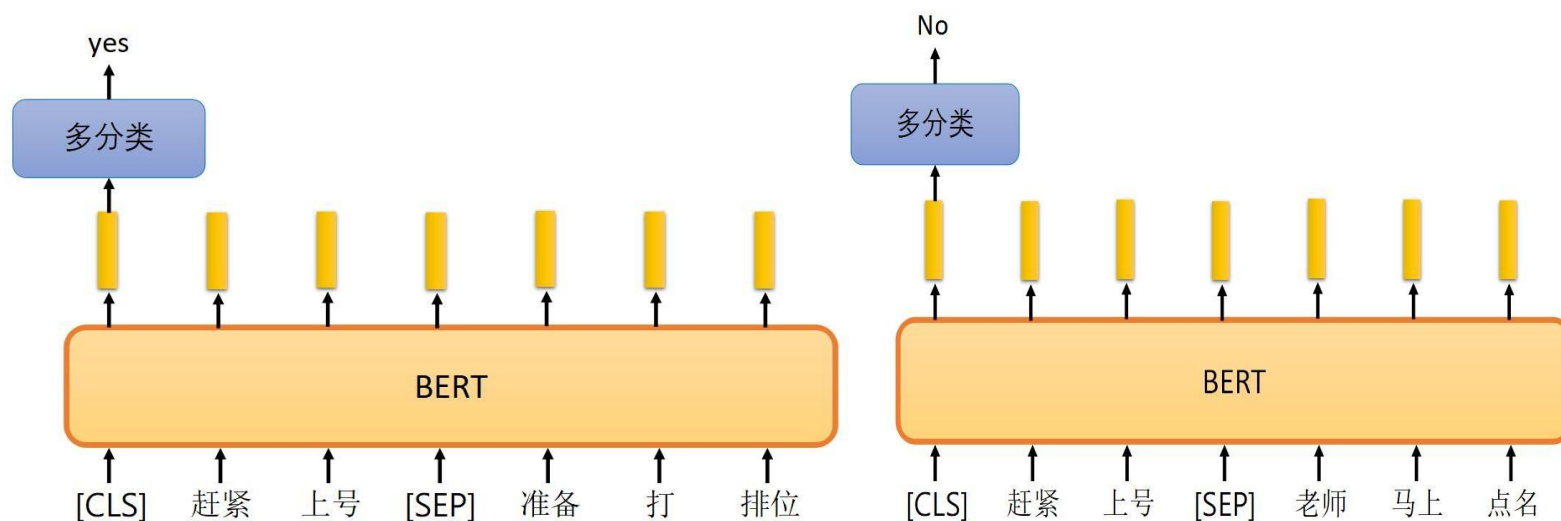 yes
多分类
BERT
[CLS] 赶紧 上号 [SEP] 准备 打 排位
No
多分类
BERT
[CLS] 赶紧 上号 [SEP] 老师 马上 点名